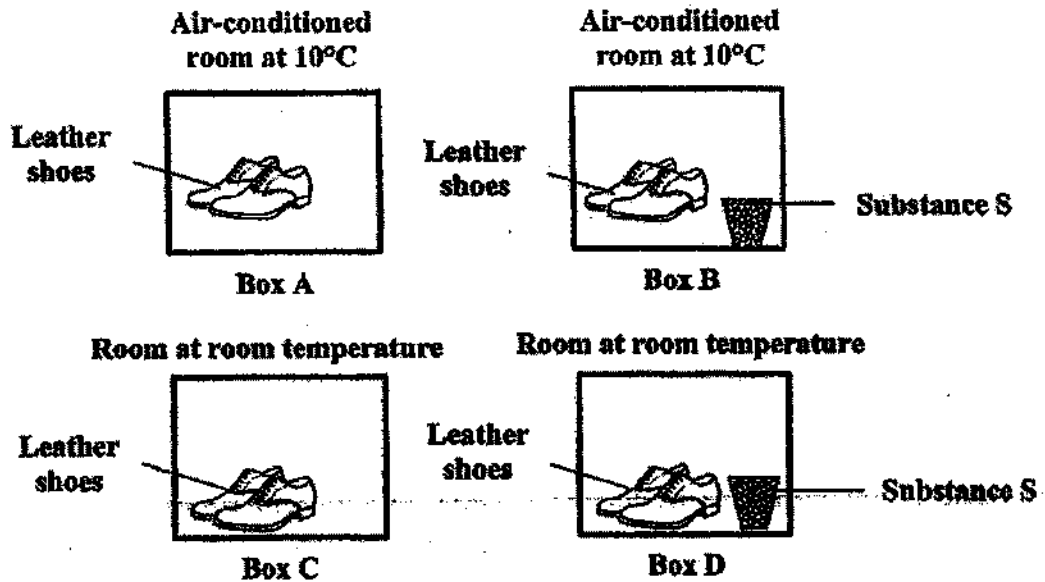 Air-conditioned
room at 10°C
Leather
shoes
Box A
Air-conditioned
room at 10°C
Leather
shoes
Substance S
Box B
Room at room temperature
Leather
shoes
Box C
Room at room temperature
Leather
shoes
Substance S
Box D